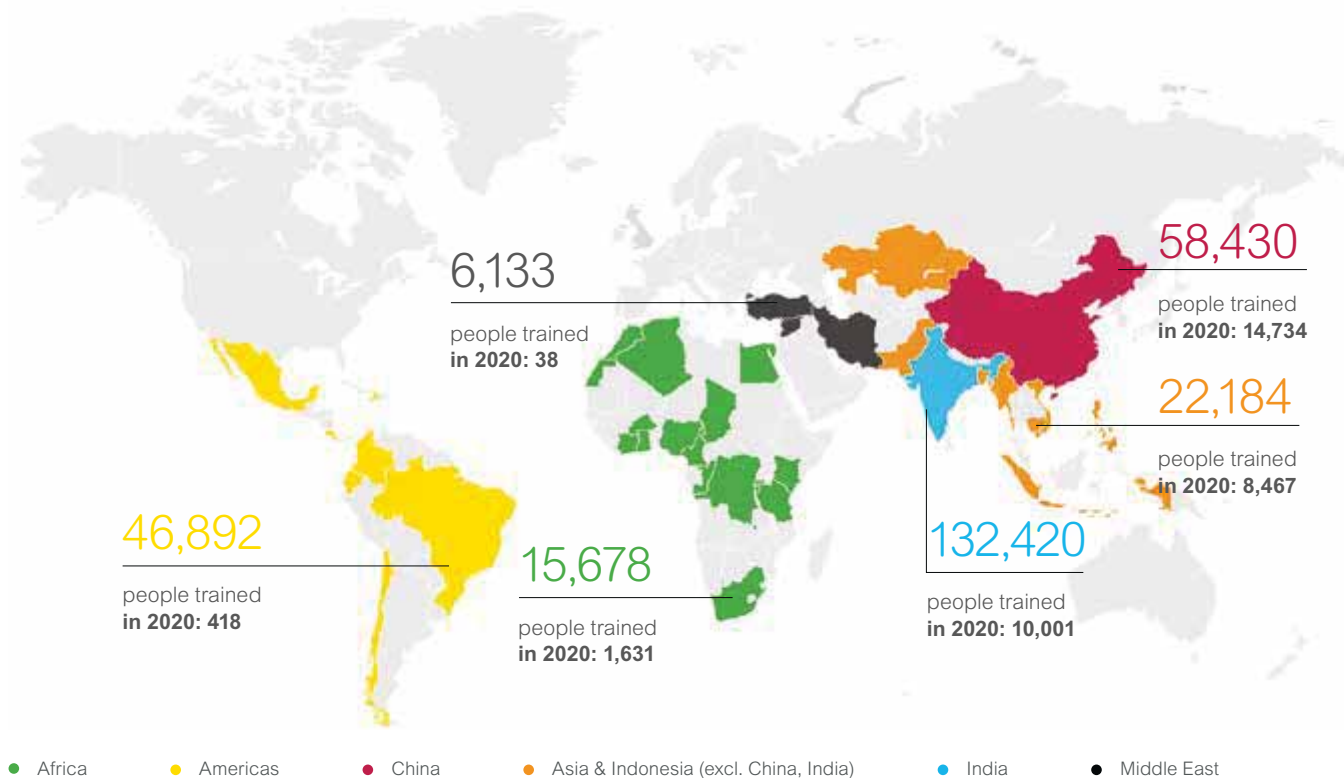 58,430
people trained
in 2020: 14,734
6,133
people trained
in 2020: 38
22,184
people trained
in 2020: 8,467
46,892
people trained
in 2020: 418
15,678
people trained
in 2020: 1,631
132,420
people trained
in 2020: 10,001
Africa
Americas
China
Asia & Indonesia (excl. China, India)
India
Middle East